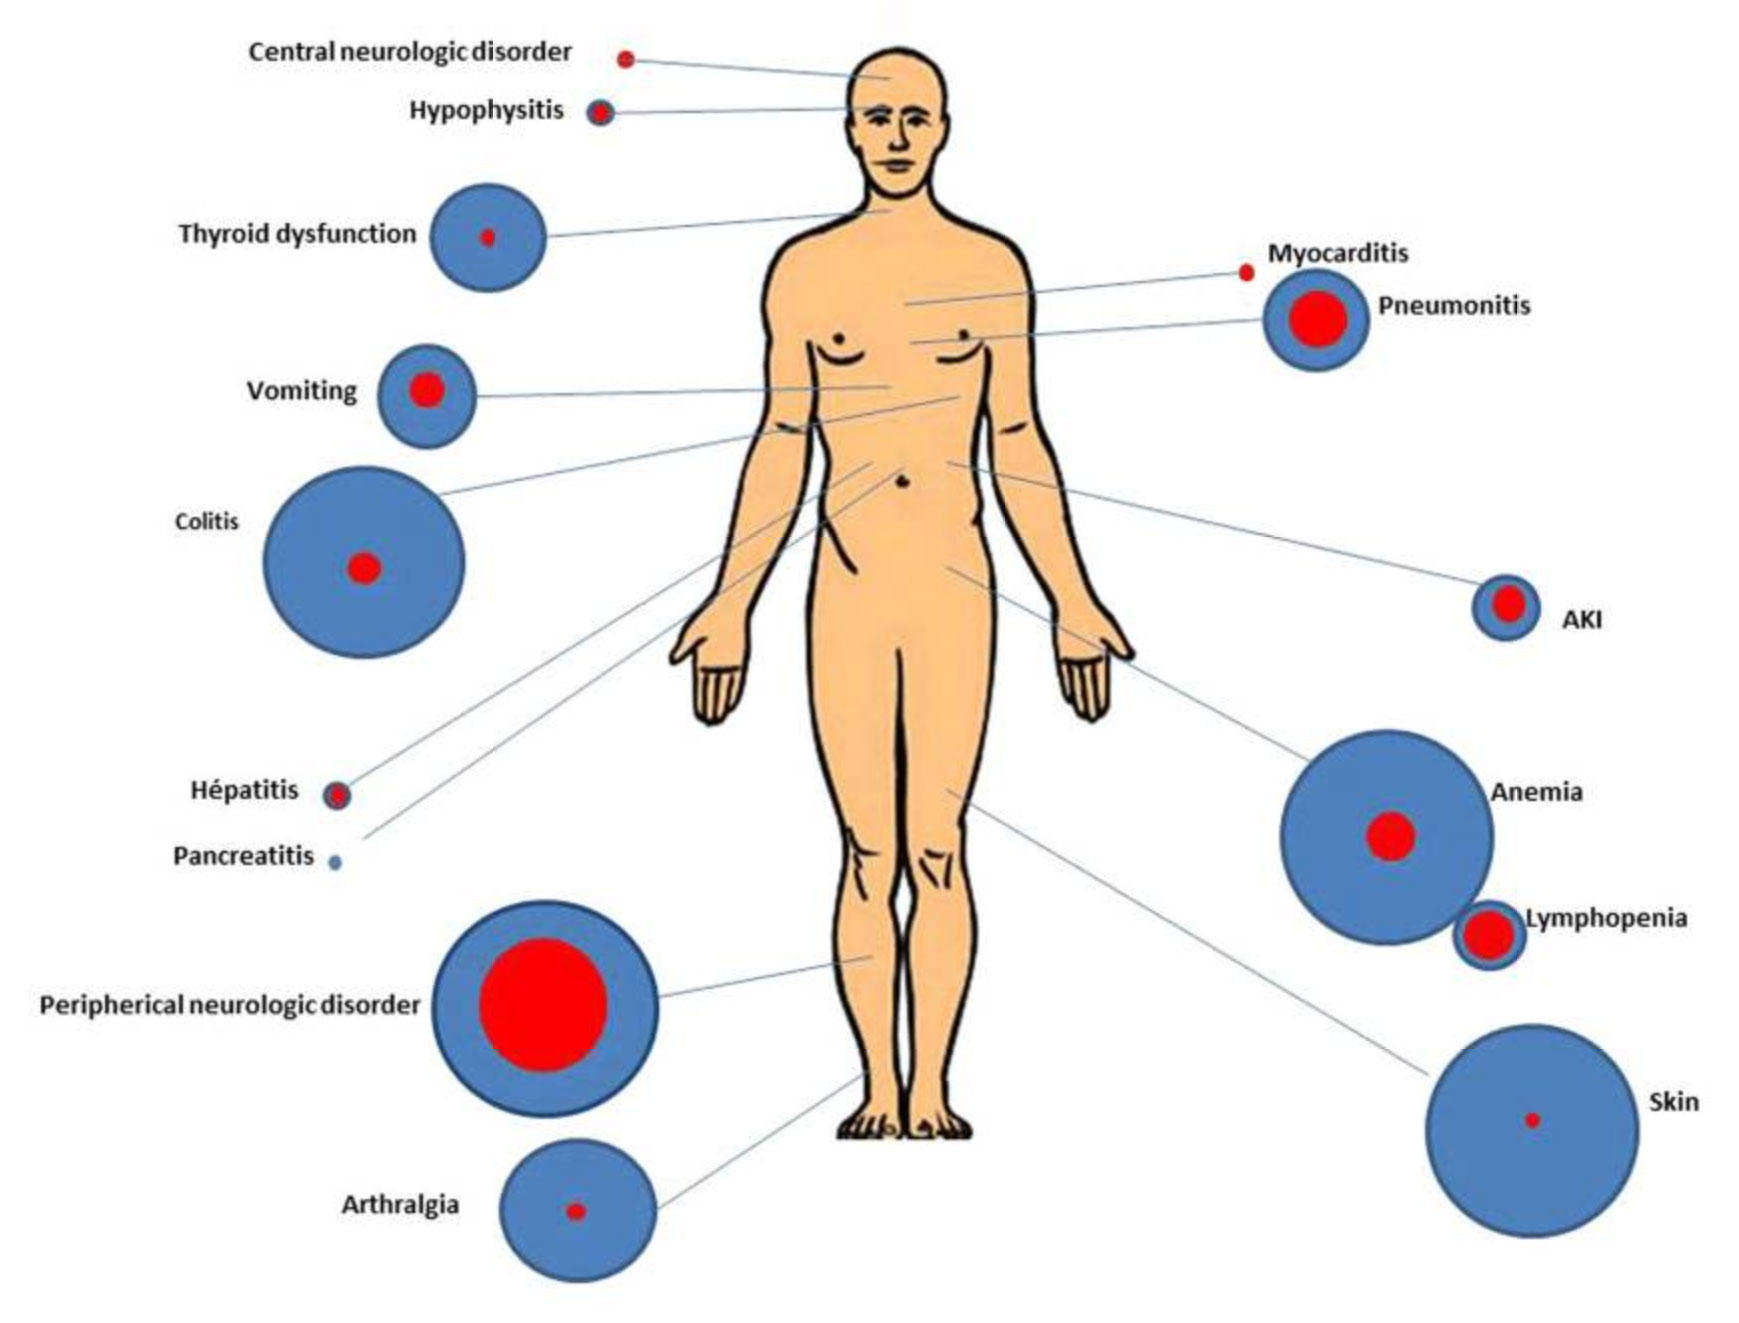 Central neurologic disorder
Hypophysitis
Thyroid dysfunction
Myocarditis
Pneumonitis
Vomiting
Colitis
AKI
Hépatitis
Anemia
Pancreatitis
Lymphopenia
Peripherical neurologic disorder
Skin
Arthralgia